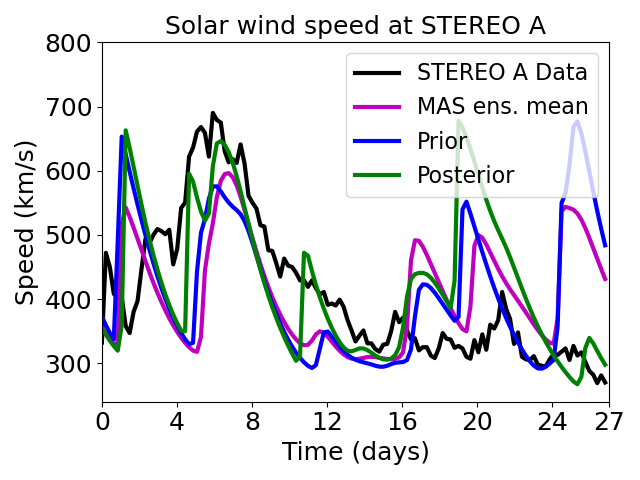 Solar wind speed at STEREO A
Speed (km/s)
800
700
600
500
400
300
STEREO A Data
MAS ens. mean
Prior
Posterior
0 4 8 12 16 20 24 27
Time (days)